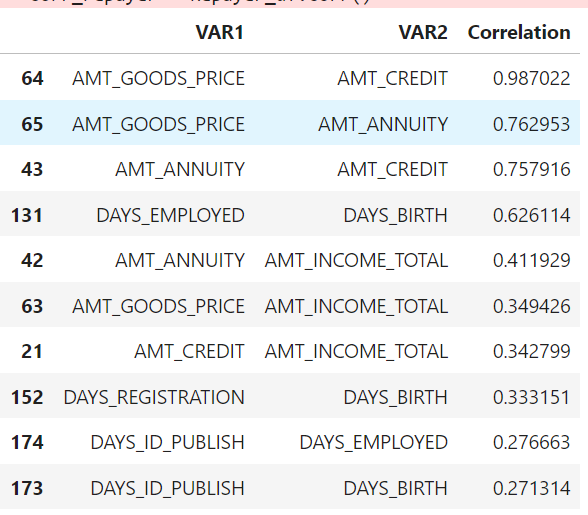 VAR1 VAR2 Correlation
64 AMT_GOODS_PRICE AMT_CREDIT 0.987022
65 AMT_GOODS_PRICE AMT_ANNUITY 0.762953
43 AMT_ANNUITY AMT_CREDIT 0.757916
131 DAYS_EMPLOYED DAYS_BIRTH 0.626114
42 AMT_ANNUITY AMT_INCOME_TOTAL 0.411929
63 AMT_GOODS_PRICE AMT_INCOME_TOTAL 0.349426
21 AMT_CREDIT AMT_INCOME_TOTAL 0.342799
152 DAYS_REGISTRATION DAYS_BIRTH 0.333151
174 DAYS_ID_PUBLISH DAYS_EMPLOYED 0.276663
173 DAYS_ID_PUBLISH DAYS_BIRTH 0.271314